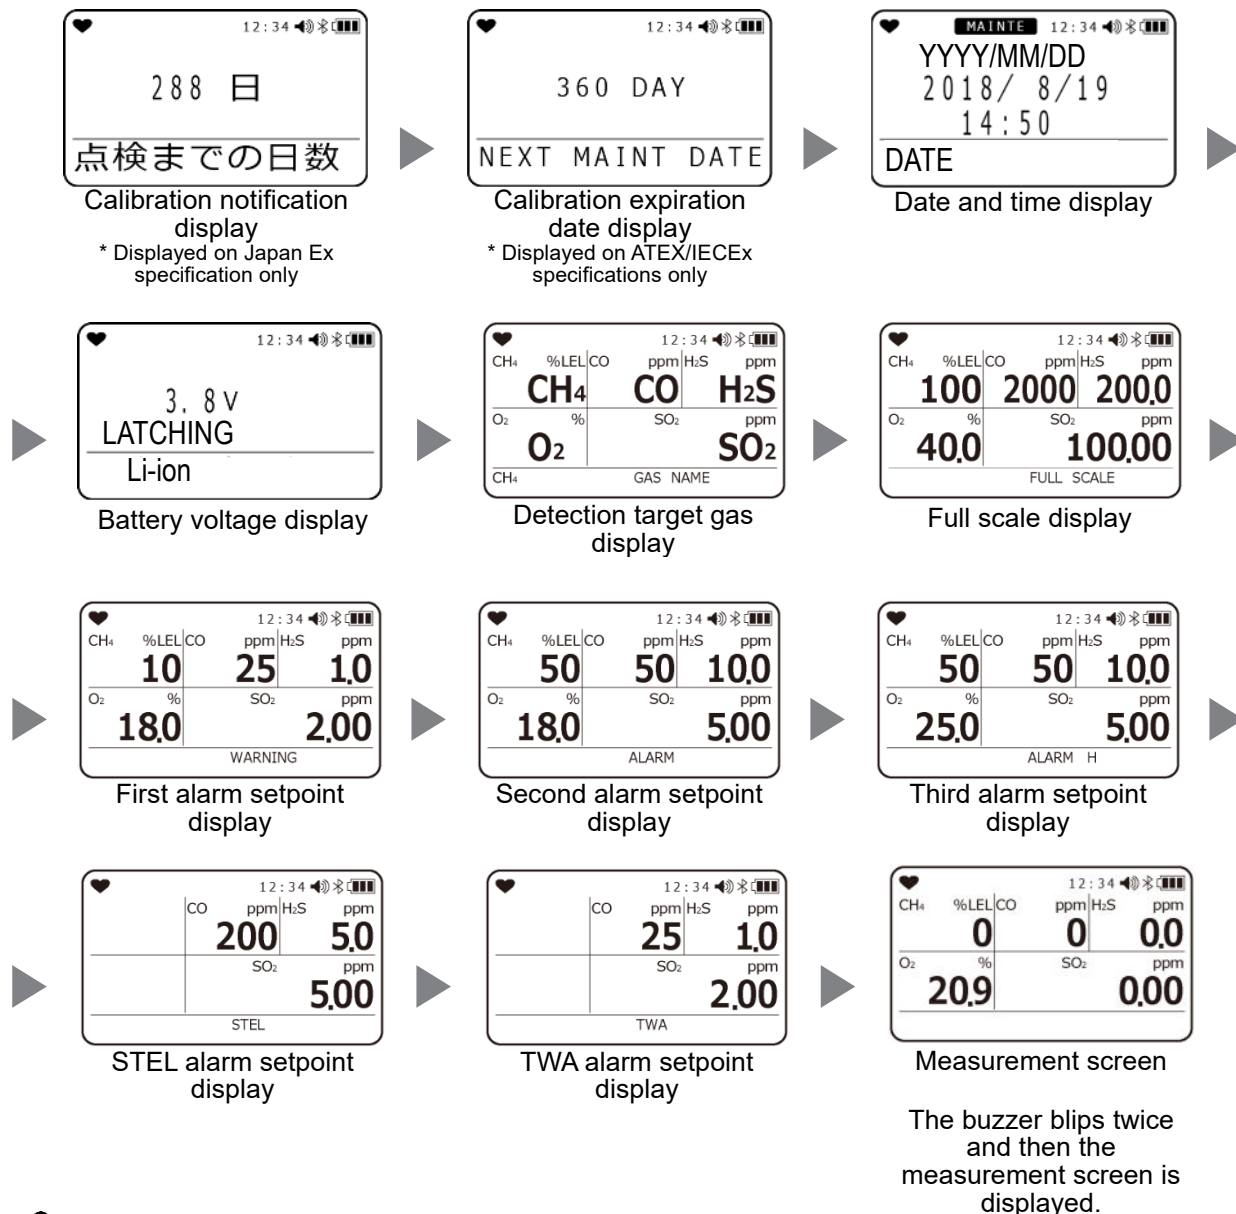 12:34
288 日
点検までの日数
Calibration notification
display
* Displayed on Japan Ex
specification only
12:34
360 DAY
NEXT MAINT DATE
Calibration expiration
date display
* Displayed on ATEX/IECEx
specifications only
MAINTE 12:34
YYYY/MM/DD
2018/ 8/19
14:50
DATE
Date and time display
12:34
3. 8V
LATCHING
Li-ion
Battery voltage display
12:34
CH₄ %LEL CO ppm H₂S ppm
CH₄ CO H₂S
O₂ % SO₂ ppm
O₂ SO₂
CH₄ GAS NAME
Detection target gas
display
12:34
CH₄ %LEL CO ppm H₂S ppm
100 2000 200.0
O₂ % SO₂ ppm
40.0 100.00
FULL SCALE
Full scale display
12:34
CH₄ %LEL CO ppm H₂S ppm
10 25 1.0
O₂ % SO₂ ppm
18.0 2.00
WARNING
First alarm setpoint
display
12:34
CH₄ %LEL CO ppm H₂S ppm
50 50 10.0
O₂ % SO₂ ppm
18.0 5.00
ALARM
Second alarm setpoint
display
12:34
CH₄ %LEL CO ppm H₂S ppm
50 50 10.0
O₂ % SO₂ ppm
25.0 5.00
ALARM H
Third alarm setpoint
display
12:34
CO ppm H₂S ppm
200 5.0
SO₂ ppm
5.00
STEL
STEL alarm setpoint
display
12:34
CO ppm H₂S ppm
25 1.0
SO₂ ppm
2.00
TWA
TWA alarm setpoint
display
12:34
CH₄ %LEL CO ppm H₂S ppm
0 0 0.0
O₂ % SO₂ ppm
20.9 0.00
Measurement screen
The buzzer blips twice
and then the
measurement screen is
displayed.